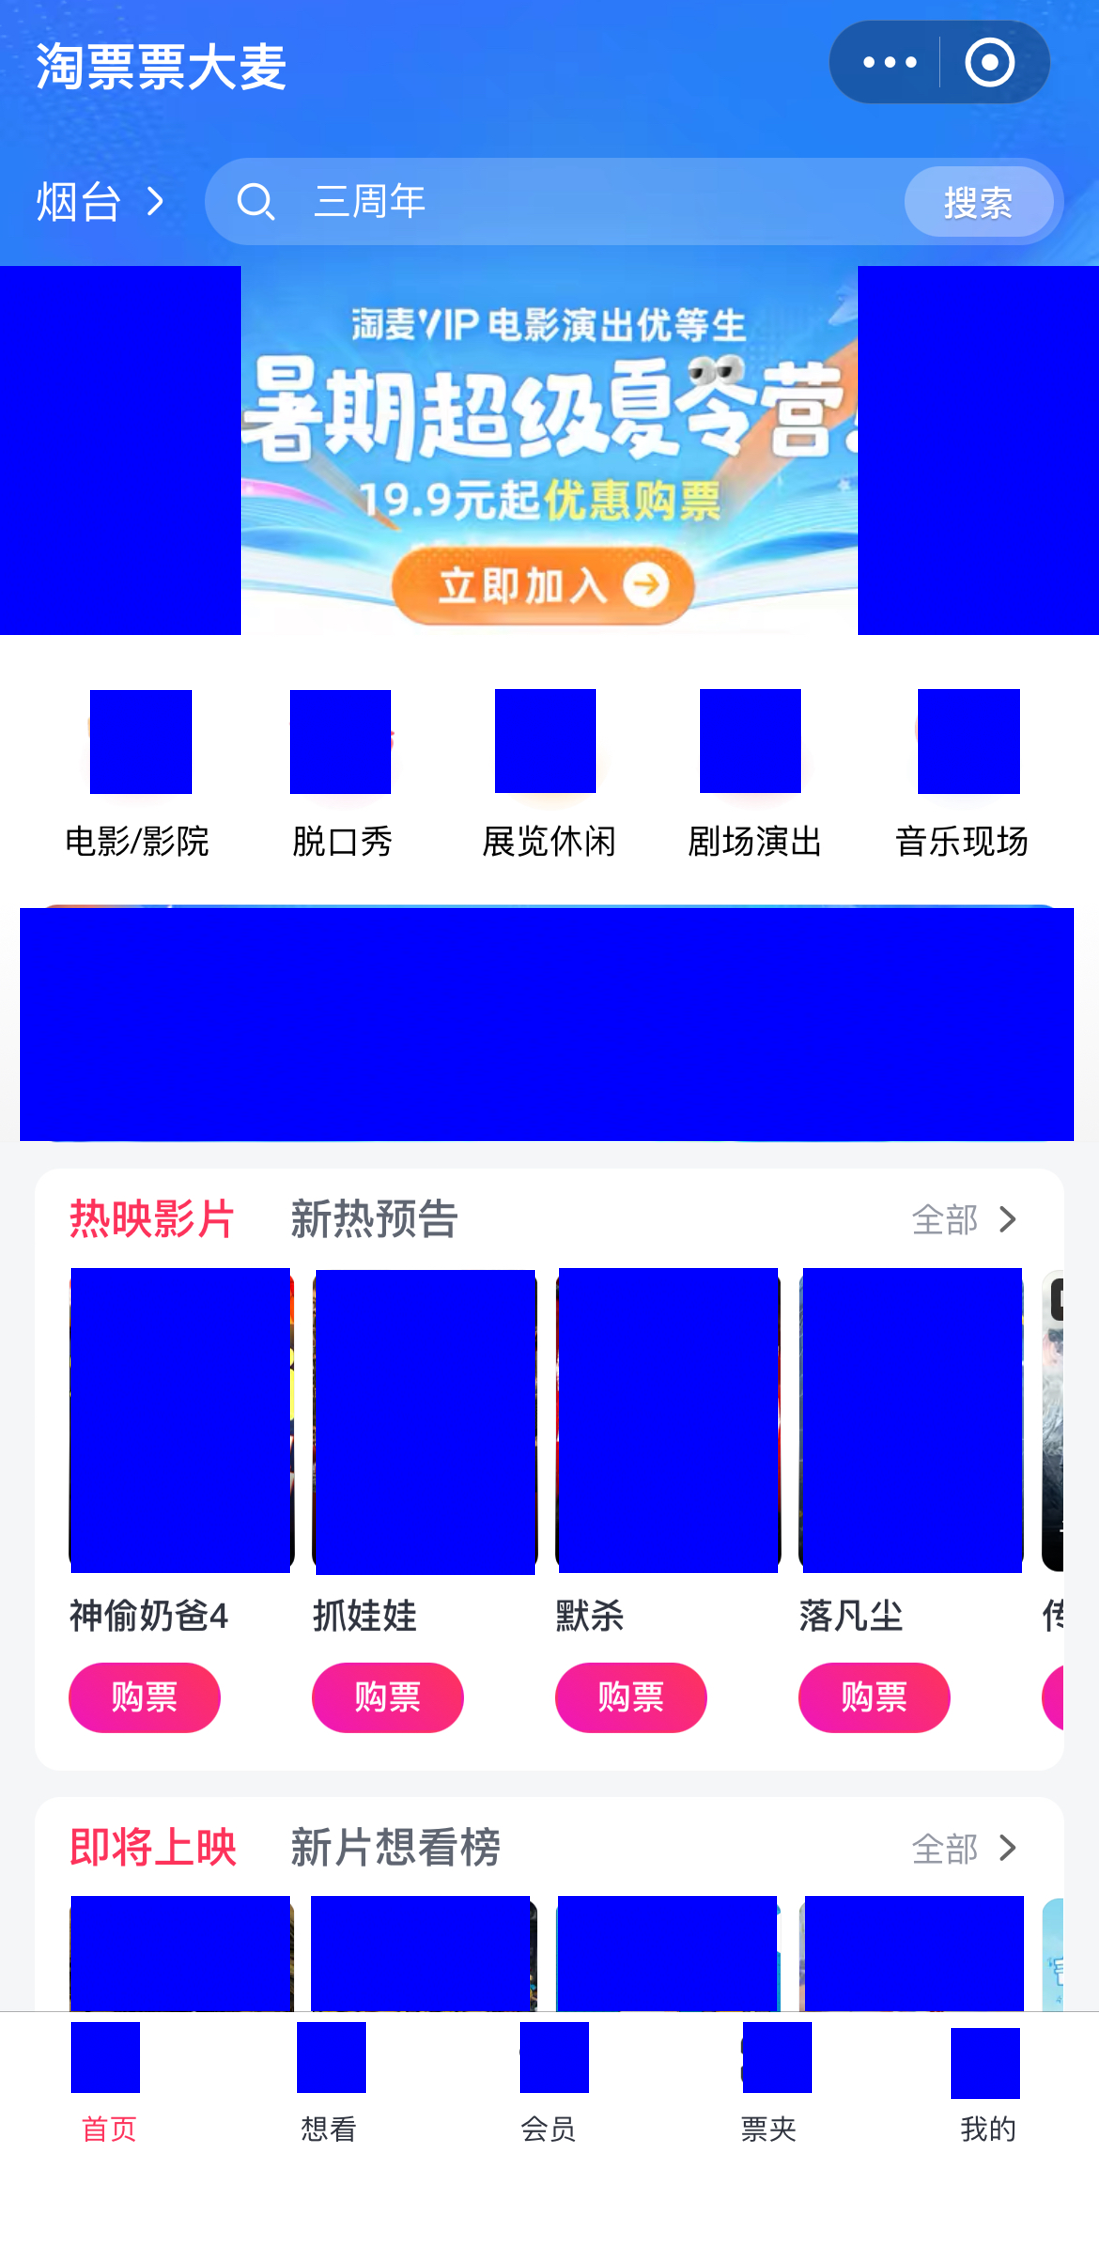 淘票票大麦
烟台
三周年
搜索
淘麦VIP 电影演出优等生
暑期超级夏令营!
19.9元起优惠购票
立即加入
电影/影院
脱口秀
展览休闲
剧场演出
音乐现场
热映影片
新热预告
全部
神偷奶爸4
抓娃娃
默杀
落凡尘
传
购票
购票
购票
购票
即将上映
新片想看榜
全部
首页
想看
会员
票夹
我的